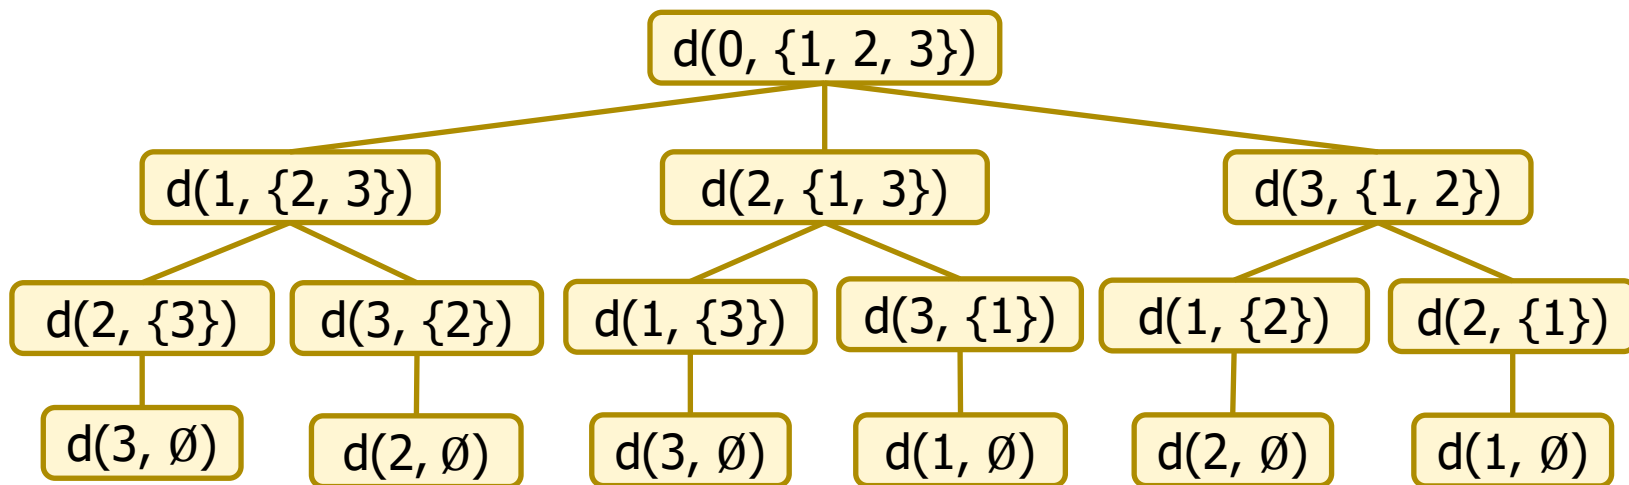 d(0, {1, 2, 3})
d(1, {2, 3})
d(2, {1, 3})
d(3, {1, 2})
d(2, {3})
d(3, {2})
d(1, {3})
d(3, {1})
d(1, {2})
d(2, {1})
d(3, Ø)
d(2, Ø)
d(3, Ø)
d(1, Ø)
d(2, Ø)
d(1, Ø)